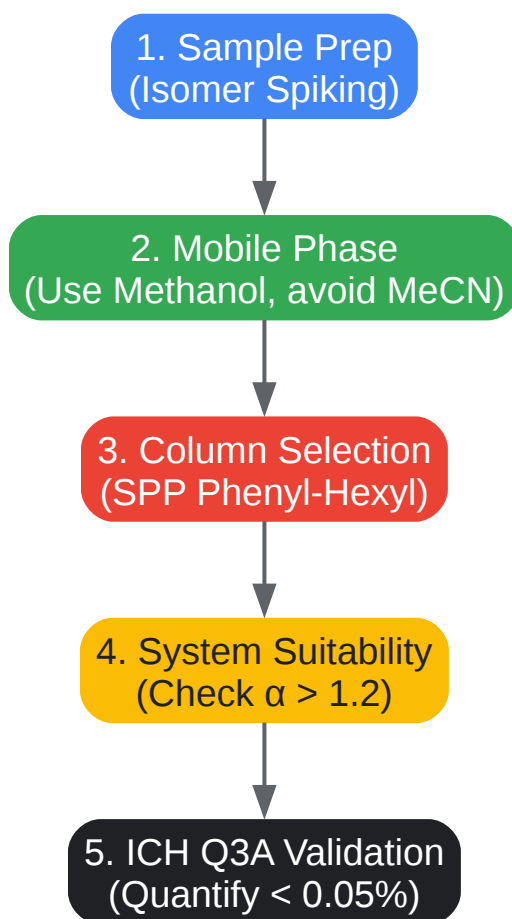 1. Sample Prep
(Isomer Spiking)
2. Mobile Phase
(Use Methanol, avoid MeCN)
3. Column Selection
(SPP Phenyl-Hexyl)
4. System Suitability
(Check α > 1.2)
5. ICH Q3A Validation
(Quantify < 0.05%)